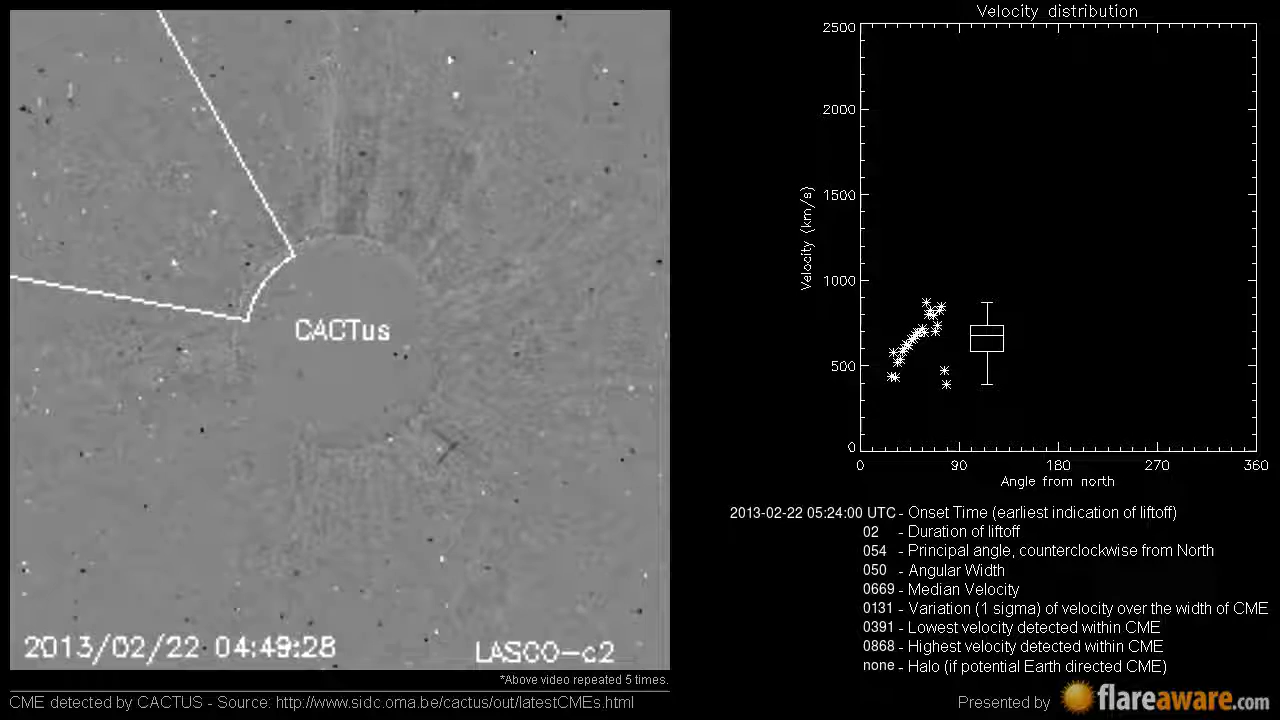 CACTus
2013/02/22 04:49:28
LASCO-c2
*Above video repeated 5 times.
CME detected by CACTUS - Source: http://www.sidc.oma.be/cactus/out/latestCMEs.html
Velocity distribution
Velocity (km/s)
2500
2000
1500
1000
500
0
0 90 180 270 360
Angle from north
2013-02-22 05:24:00 UTC - Onset Time (earliest indication of liftoff)
02 - Duration of liftoff
054 - Principal angle, counterclockwise from North
050 - Angular Width
0669 - Median Velocity
0131 - Variation (1 sigma) of velocity over the width of CME
0391 - Lowest velocity detected within CME
0868 - Highest velocity detected within CME
none - Halo (if potential Earth directed CME)
Presented by flareaware.com